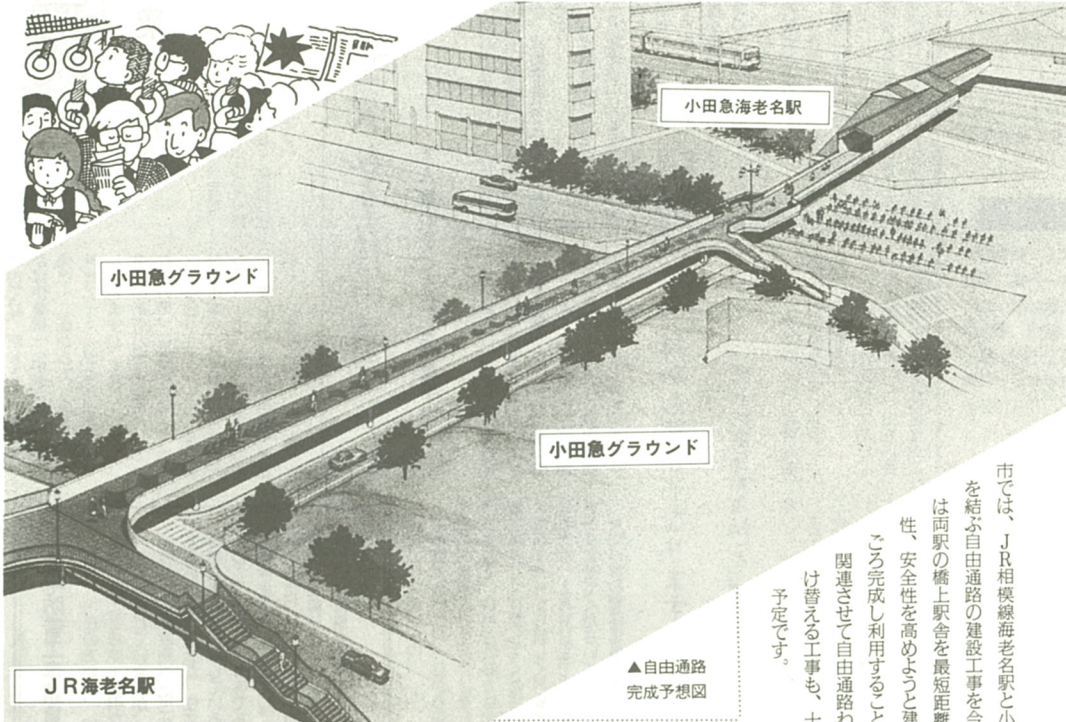 小田急海老名駅
小田急グラウンド
小田急グラウンド
JR海老名駅
▲自由通路
完成予想図
市では、JR相模線海老名駅と小
を結ぶ自由通路の建設工事を今
は両駅の橋上駅舎を最短距離
性、安全性を高めようと建
ごろ完成し利用すること
関連させて自由通路わ
け替える工事も、十
予定です。